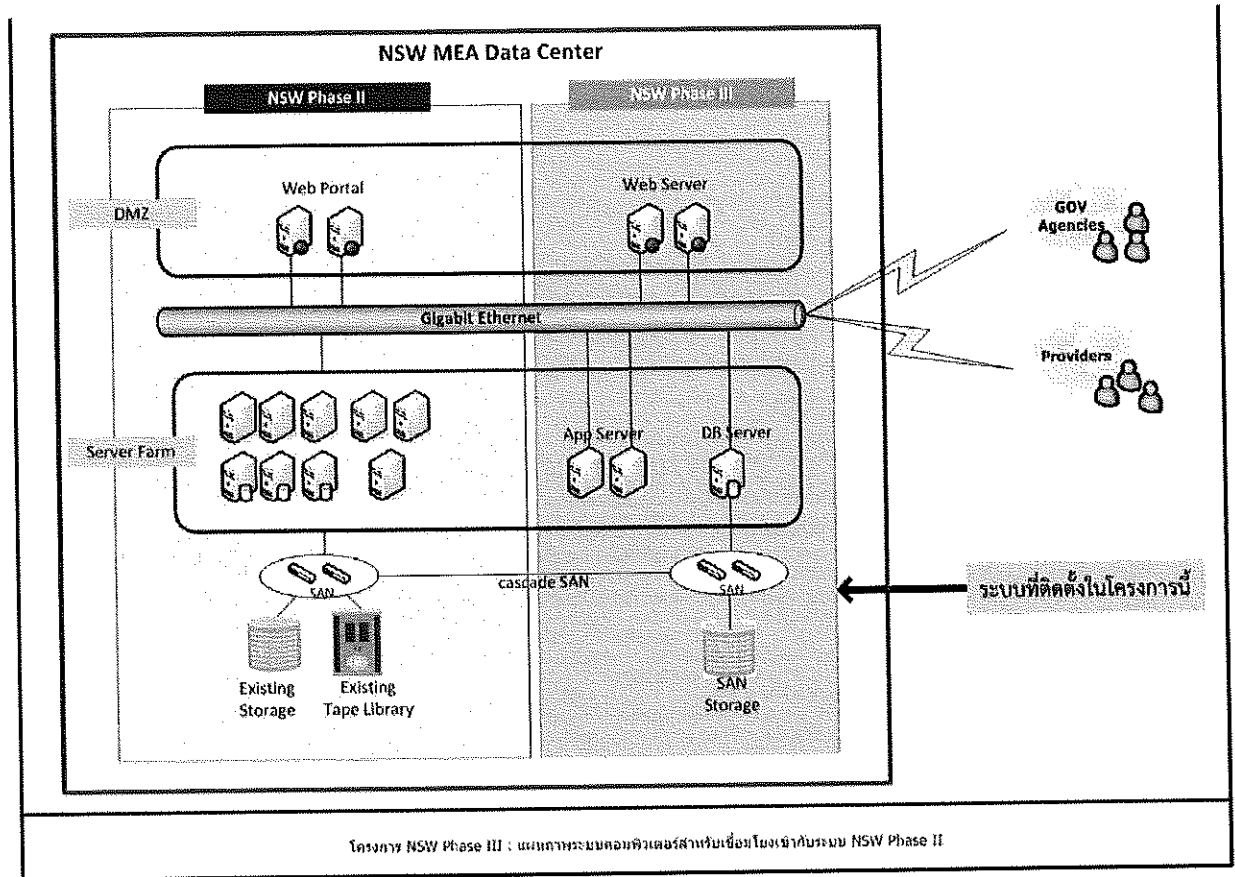 NSW MEA Data Center
NSW Phase II
NSW Phase III
Web Portal
Web Server
DMZ
GOV
Agencies
Gigabit Ethernet
Providers
App Server
DB Server
Server Farm
SAN
cascade SAN
SAN
ระบบที่ติดตั้งในโครงการนี้
Existing
Storage
Existing
Tape Library
SAN
Storage
โครงการ NSW Phase III : แผนภาพระบบคอมพิวเตอร์สำหรับเชื่อมโยงเข้ากับระบบ NSW Phase II